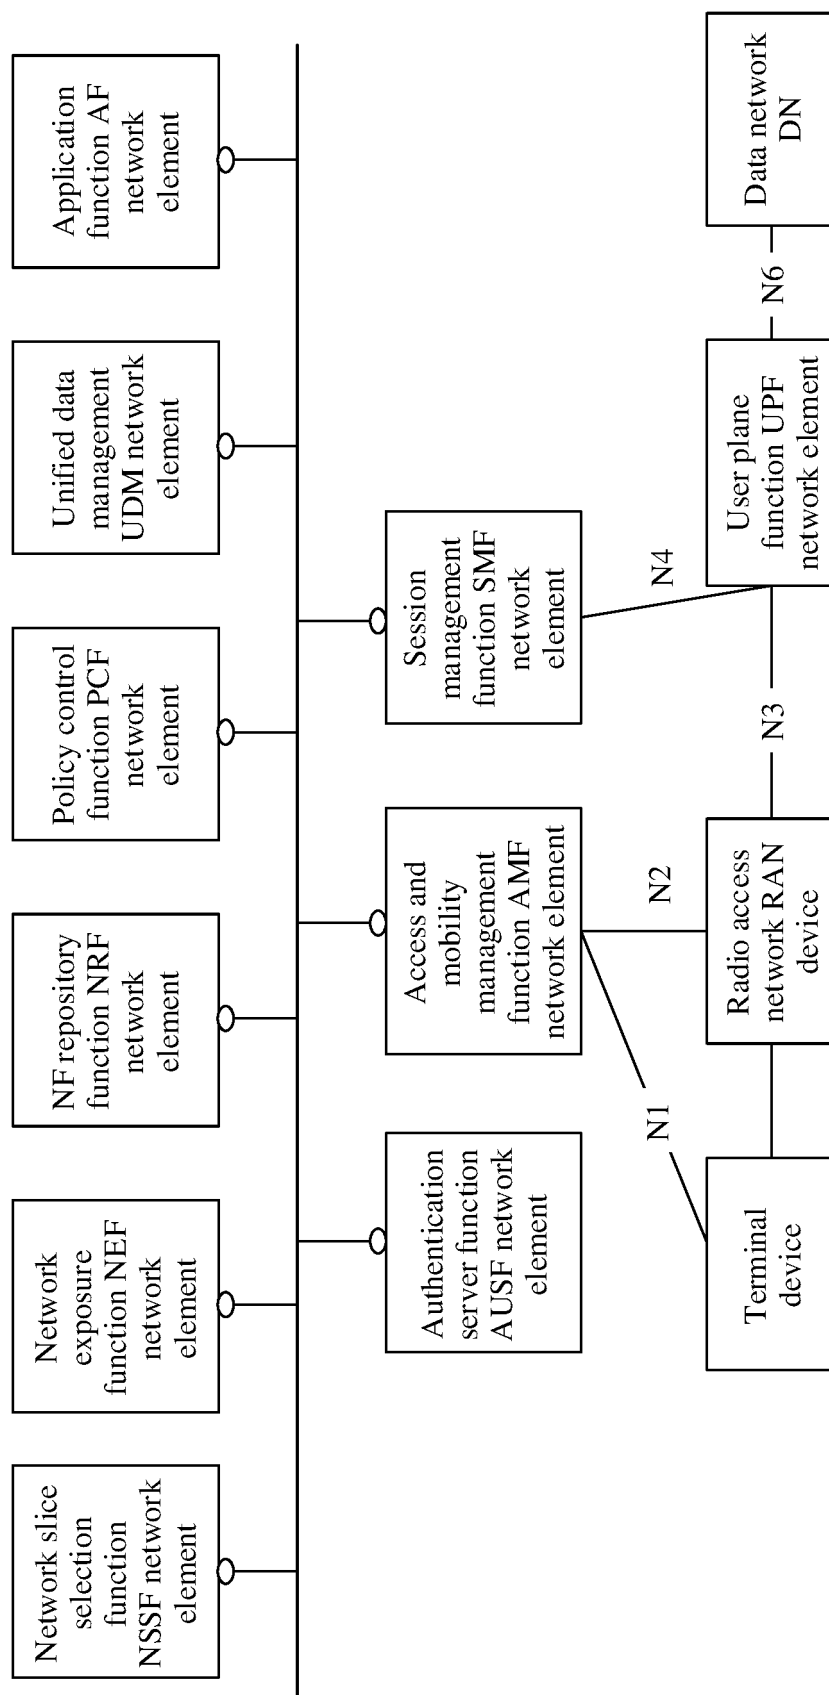 Network slice
selection
function
NSSF network
element
Network
exposure
function NEF
network
element
NF repository
function NRF
network
element
Policy control
function PCF
network
element
Unified data
management
UDM network
element
Application
function AF
network
element
Authentication
server function
AUSF network
element
Access and
mobility
management
function AMF
network element
Session
management
function SMF
network
element
N1
N2
N4
Terminal
device
Radio access
network RAN
device
N3
User plane
function UPF
network element
N6
Data network
DN